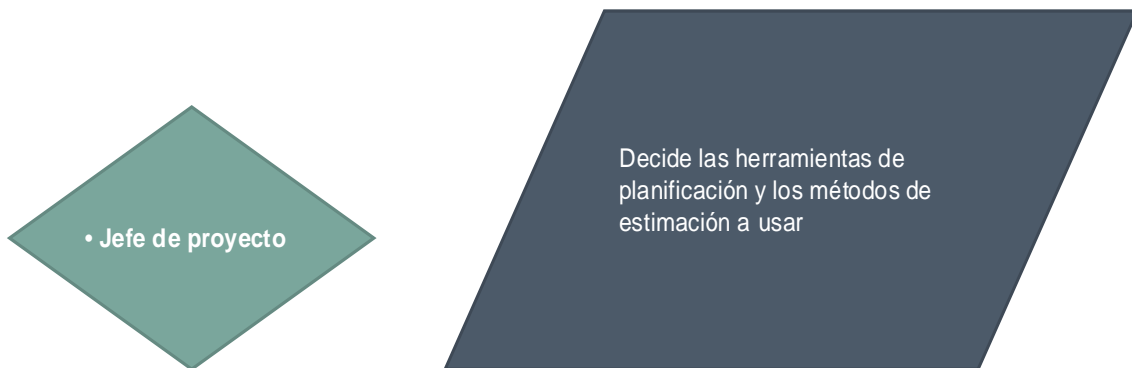 • Jefe de proyecto
Decide las herramientas de
planificación y los métodos de
estimación a usar